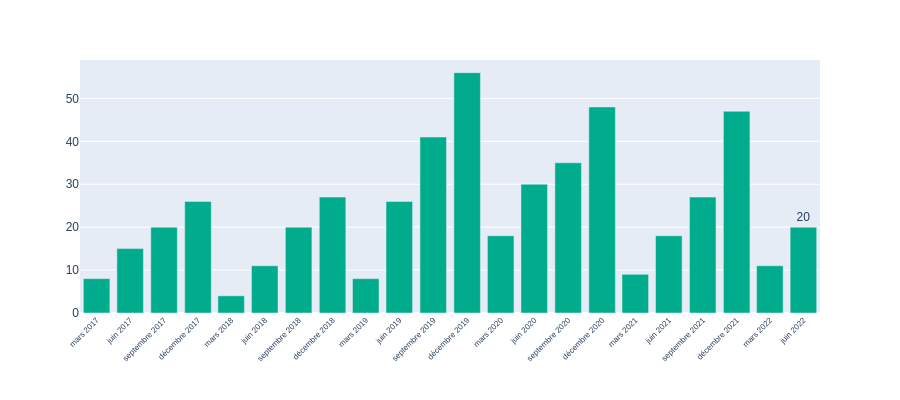 50
40
30
20
10
0
20
mars 2017
juin 2017
septembre 2017
décembre 2017
mars 2018
juin 2018
septembre 2018
décembre 2018
mars 2019
juin 2019
septembre 2019
décembre 2019
mars 2020
juin 2020
septembre 2020
décembre 2020
mars 2021
juin 2021
septembre 2021
décembre 2021
mars 2022
juin 2022